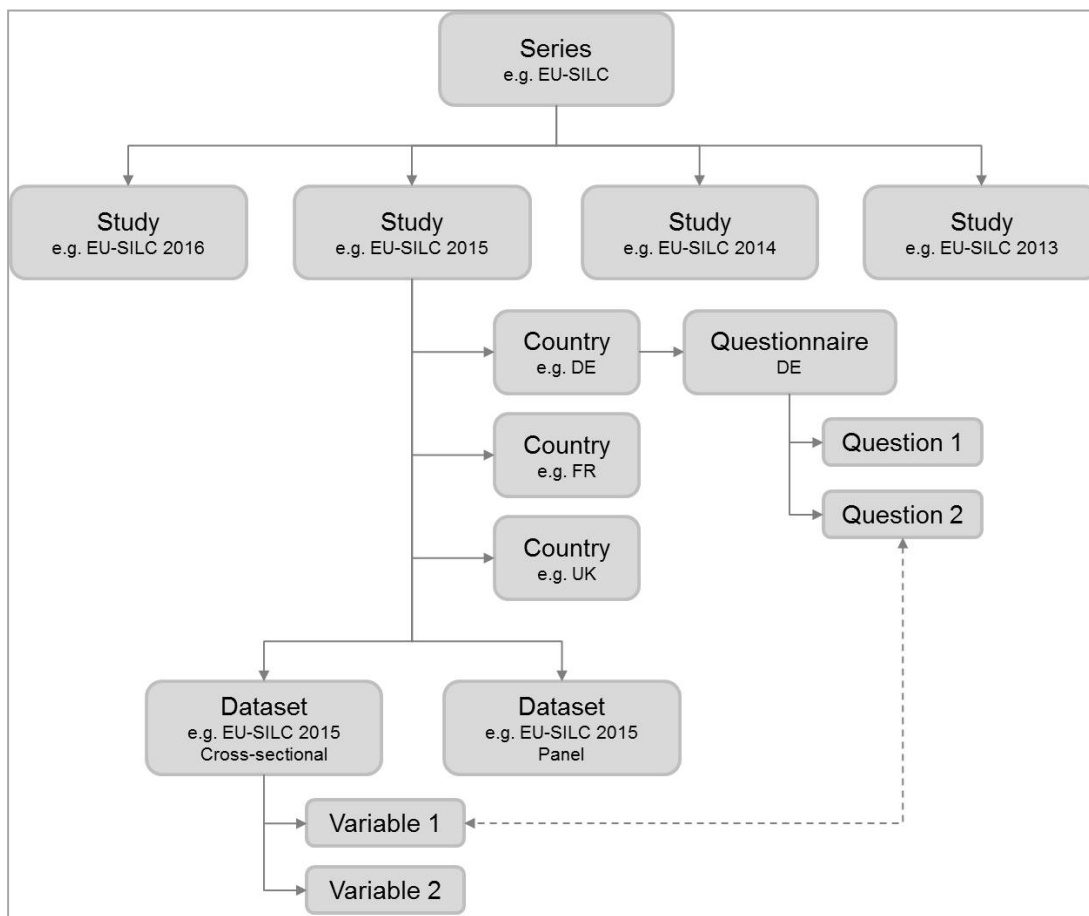 Series
e.g. EU-SILC
Study
e.g. EU-SILC 2016
Study
e.g. EU-SILC 2015
Study
e.g. EU-SILC 2014
Study
e.g. EU-SILC 2013
Country
e.g. DE
Questionnaire
DE
Question 1
Country
e.g. FR
Question 2
Country
e.g. UK
Dataset
e.g. EU-SILC 2015
Cross-sectional
Dataset
e.g. EU-SILC 2015
Panel
Variable 1
Variable 2